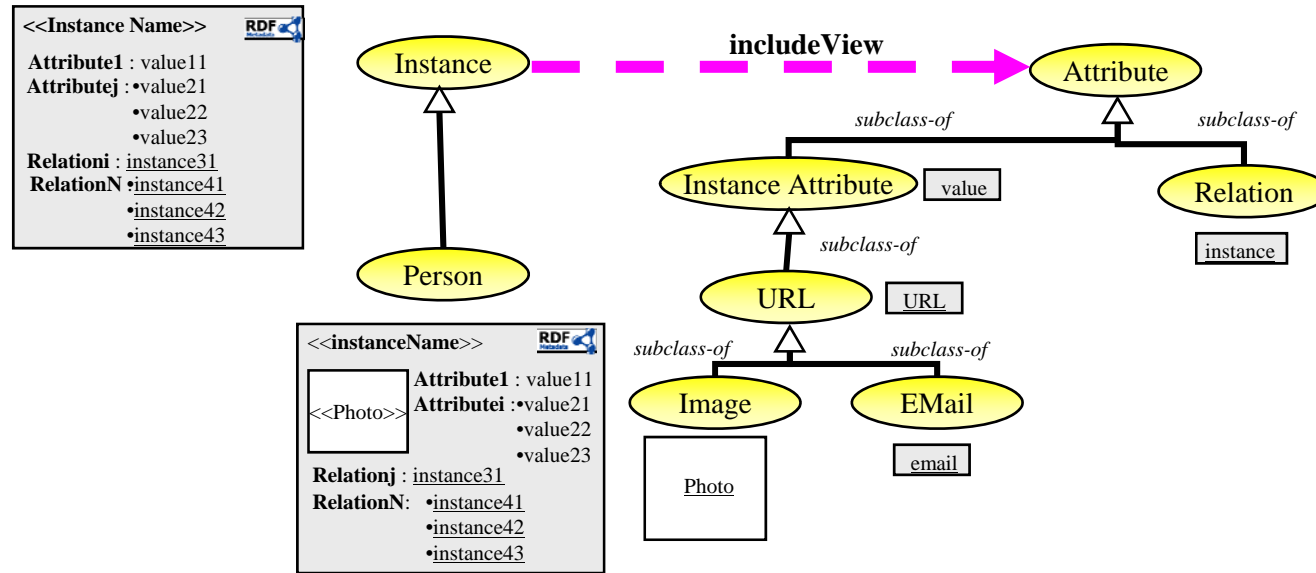 <<Instance Name>>
RDF
Metadata
Attribute1 : value11
Attributej : •value21
•value22
•value23
Relationi : instance31
RelationN •instance41
•instance42
•instance43
Instance
includeView
Attribute
subclass-of
subclass-of
Instance Attribute
value
Relation
instance
subclass-of
Person
URL
URL
subclass-of
subclass-of
Image
EMail
Photo
email
<<instanceName>>
RDF
Metadata
<<Photo>>
Attribute1 : value11
Attributei :•value21
•value22
•value23
Relationj : instance31
RelationN: •instance41
•instance42
•instance43